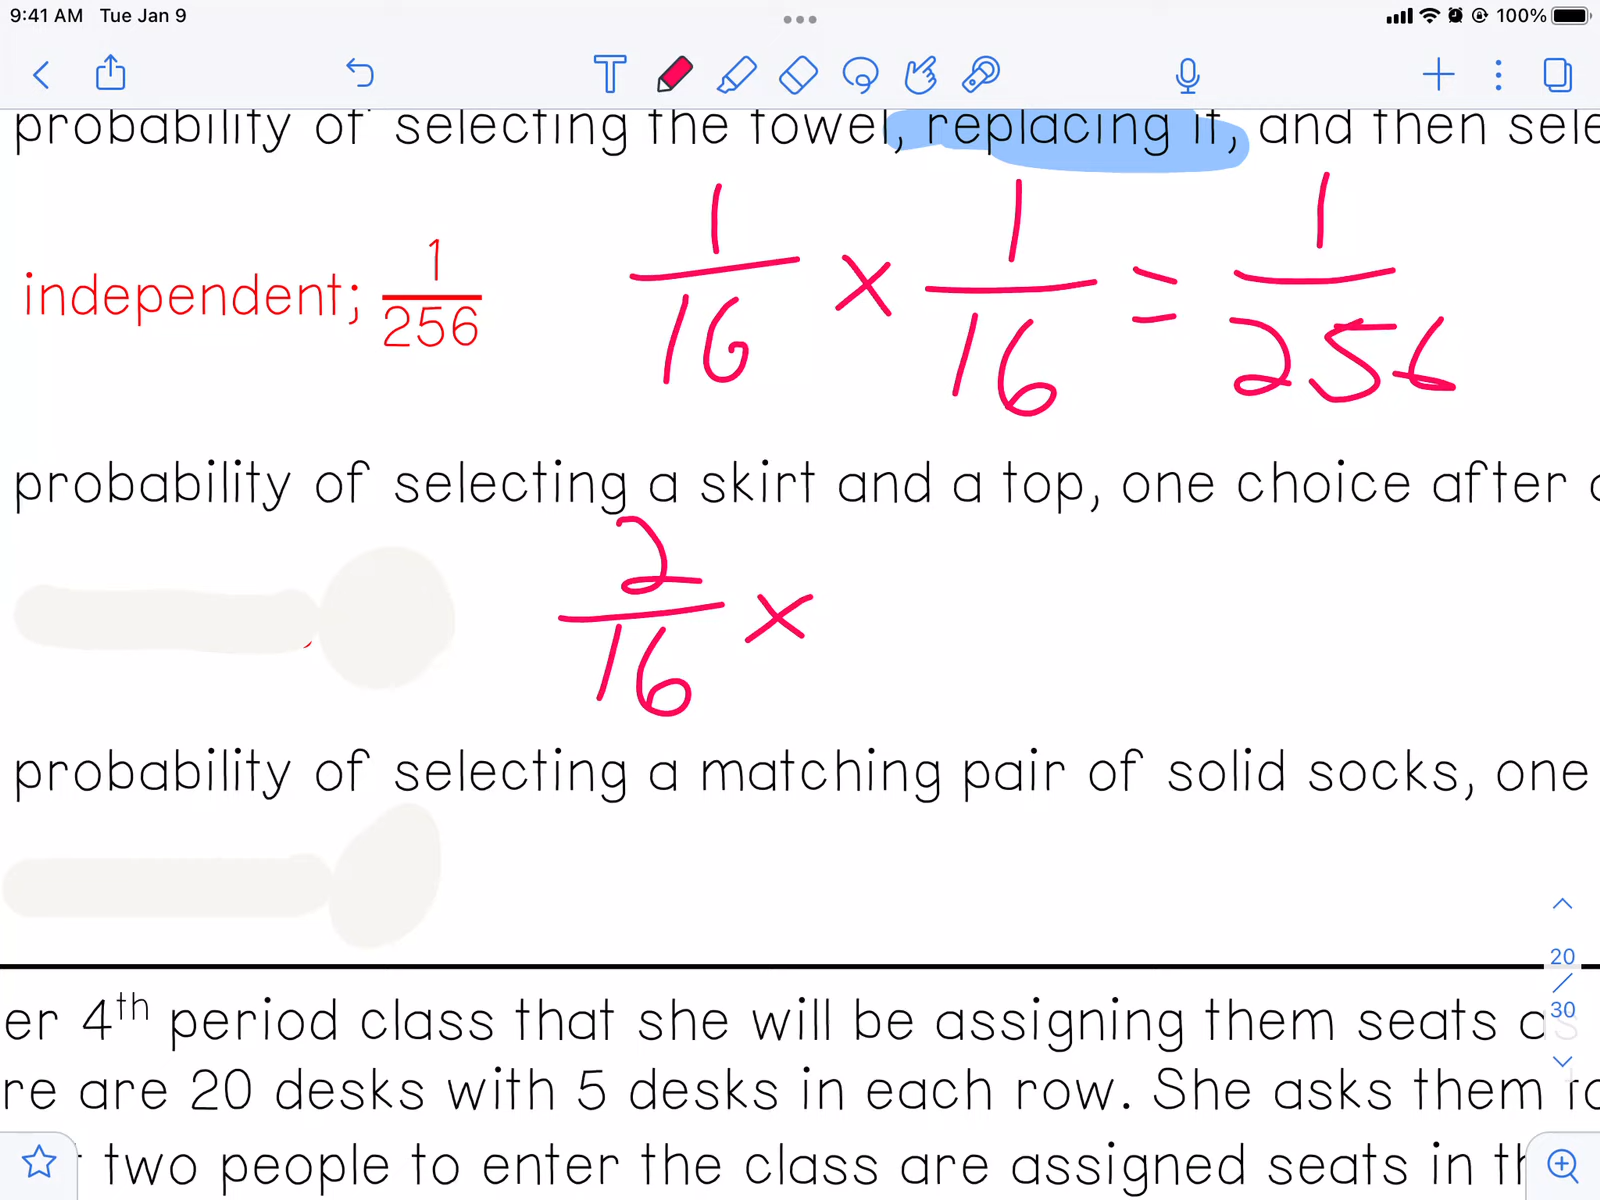 9:41 AM Tue Jan 9
100%
probability of selecting the towel, replacing it, and then sele
independent; 1/256
1/16 × 1/16 = 1/256
probability of selecting a skirt and a top, one choice after
2/16 ×
probability of selecting a matching pair of solid socks, one
20
/
30
er 4th period class that she will be assigning them seats as
re are 20 desks with 5 desks in each row. She asks them to
two people to enter the class are assigned seats in th